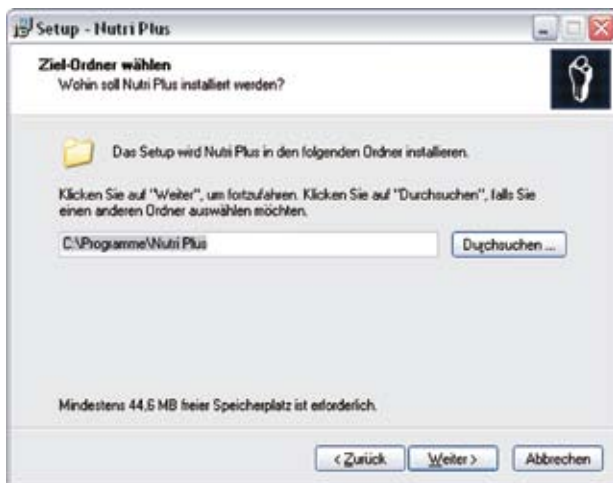 Setup - Nutri Plus
Ziel-Ordner wählen
Wohin soll Nutri Plus installiert werden?
Das Setup wird Nutri Plus in den folgenden Ordner installieren.
Klicken Sie auf "Weiter", um fortzufahren. Klicken Sie auf "Durchsuchen", falls Sie
einen anderen Ordner auswählen möchten.
C:\Programme\Nutri Plus
Durchsuchen ...
Mindestens 44,6 MB freier Speicherplatz ist erforderlich.
< Zurück
Weiter >
Abbrechen